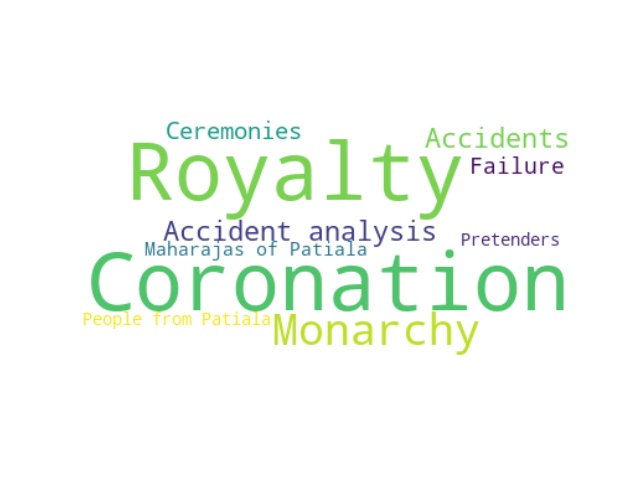 Ceremonies
Accidents
Royalty
Failure
Accident analysis
Pretenders
Maharajas of Patiala
Coronation
People from Patiala
Monarchy